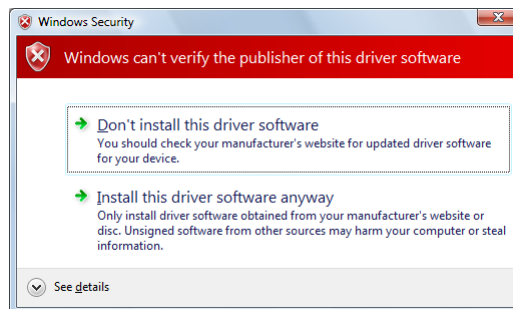 Windows Security
Windows can't verify the publisher of this driver software
Don't install this driver software
You should check your manufacturer's website for updated driver software
for your device.
Install this driver software anyway
Only install driver software obtained from your manufacturer's website or
disc. Unsigned software from other sources may harm your computer or steal
information.
See details